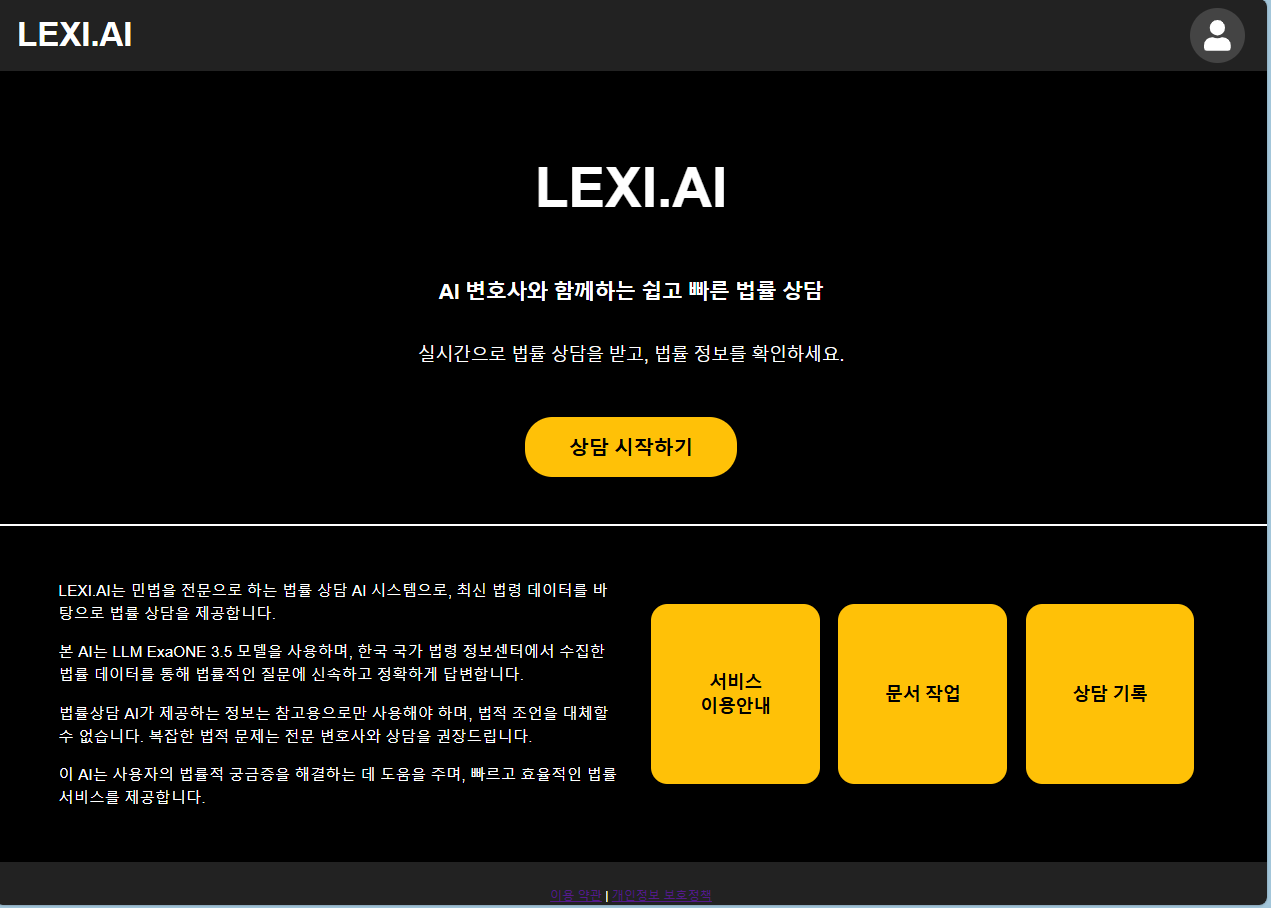 LEXI.AI
LEXI.AI
AI 변호사와 함께하는 쉽고 빠른 법률 상담
실시간으로 법률 상담을 받고, 법률 정보를 확인하세요.
상담 시작하기
LEXI.AI는 민법을 전문으로 하는 법률 상담 AI 시스템으로, 최신 법령 데이터를 바
탕으로 법률 상담을 제공합니다.
본 AI는 LLM ExaONE 3.5 모델을 사용하며, 한국 국가 법령 정보센터에서 수집한
법률 데이터를 통해 법률적인 질문에 신속하고 정확하게 답변합니다.
법률상담 AI가 제공하는 정보는 참고용으로만 사용해야 하며, 법적 조언을 대체할
수 없습니다. 복잡한 법적 문제는 전문 변호사와 상담을 권장드립니다.
이 AI는 사용자의 법률적 궁금증을 해결하는 데 도움을 주며, 빠르고 효율적인 법률
서비스를 제공합니다.
서비스
이용안내
문서 작업
상담 기록
이용 약관 | 개인정보 보호정책